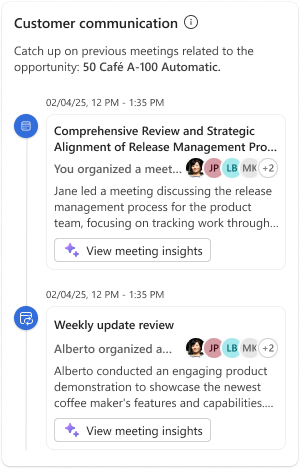 Customer communication
Catch up on previous meetings related to the
opportunity: 50 Café A-100 Automatic.
02/04/25, 12 PM - 1:35 PM
Comprehensive Review and Strategic
Alignment of Release Management Pro...
You organized a meet... JP LB MK +2
Jane led a meeting discussing the release
management process for the product
team, focusing on tracking work through...
View meeting insights
02/04/25, 12 PM - 1:35 PM
Weekly update review
Alberto organized a... JP LB MK +2
Alberto conducted an engaging product
demonstration to showcase the newest
coffee maker's features and capabilities....
View meeting insights